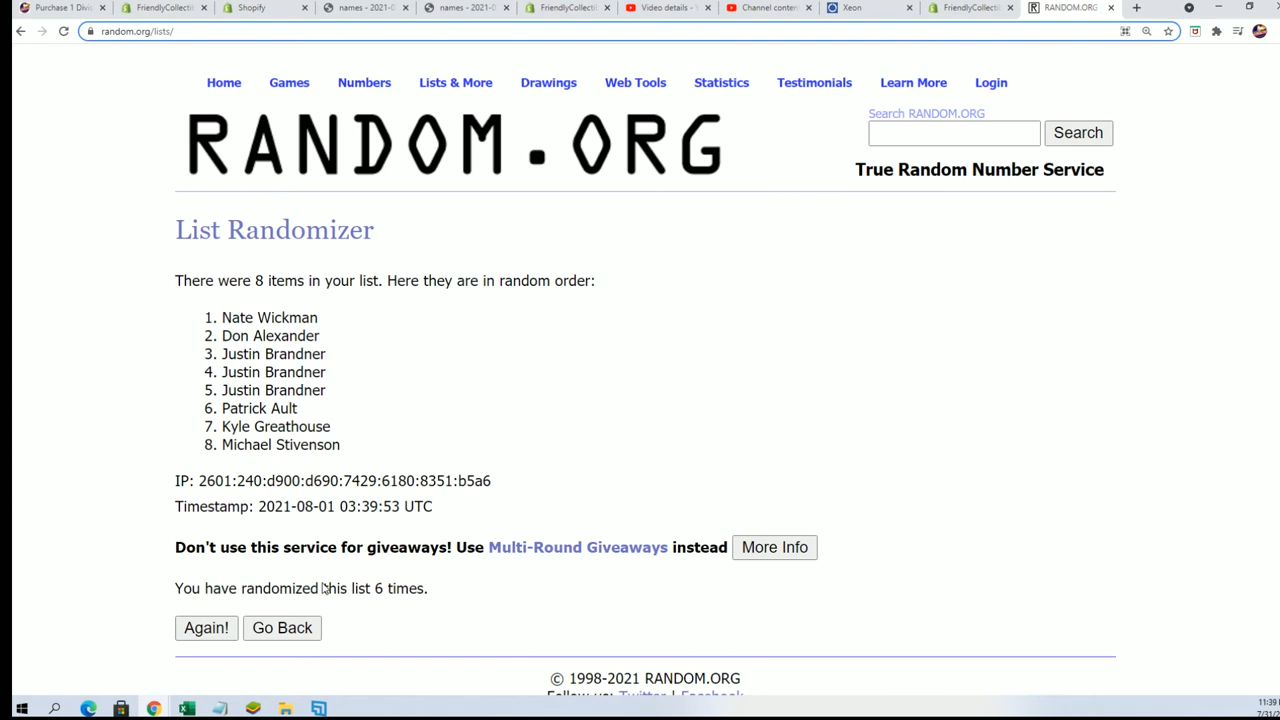 Purchase 1 Divis
FriendlyCollecti
Shopify
names - 2021-0
names - 2021-0
FriendlyCollecti
Video details - Y
Channel conten
Xeon
FriendlyCollecti
RANDOM.ORG
random.org/lists/
Home Games Numbers Lists & More Drawings Web Tools Statistics Testimonials Learn More Login
Search RANDOM.ORG
RANDOM.ORG
Search
True Random Number Service
List Randomizer
There were 8 items in your list. Here they are in random order:
1. Nate Wickman
2. Don Alexander
3. Justin Brandner
4. Justin Brandner
5. Justin Brandner
6. Patrick Ault
7. Kyle Greathouse
8. Michael Stivenson
IP: 2601:240:d900:d690:7429:6180:8351:b5a6
Timestamp: 2021-08-01 03:39:53 UTC
Don't use this service for giveaways! Use Multi-Round Giveaways instead More Info
You have randomized this list 6 times.
Again! Go Back
© 1998-2021 RANDOM.ORG
Follow us: Twitter | Facebook
11:39
7/31/2